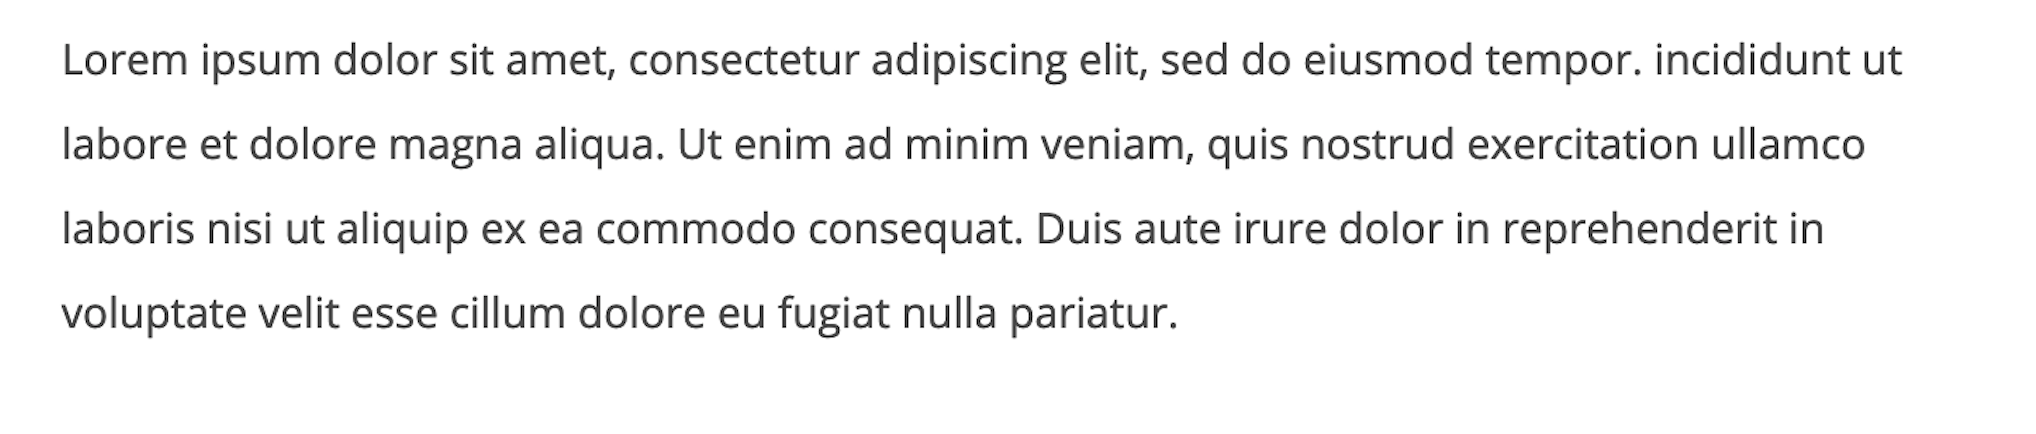 Lorem ipsum dolor sit amet, consectetur adipiscing elit, sed do eiusmod tempor. incididunt ut
labore et dolore magna aliqua. Ut enim ad minim veniam, quis nostrud exercitation ullamco
laboris nisi ut aliquip ex ea commodo consequat. Duis aute irure dolor in reprehenderit in
voluptate velit esse cillum dolore eu fugiat nulla pariatur.